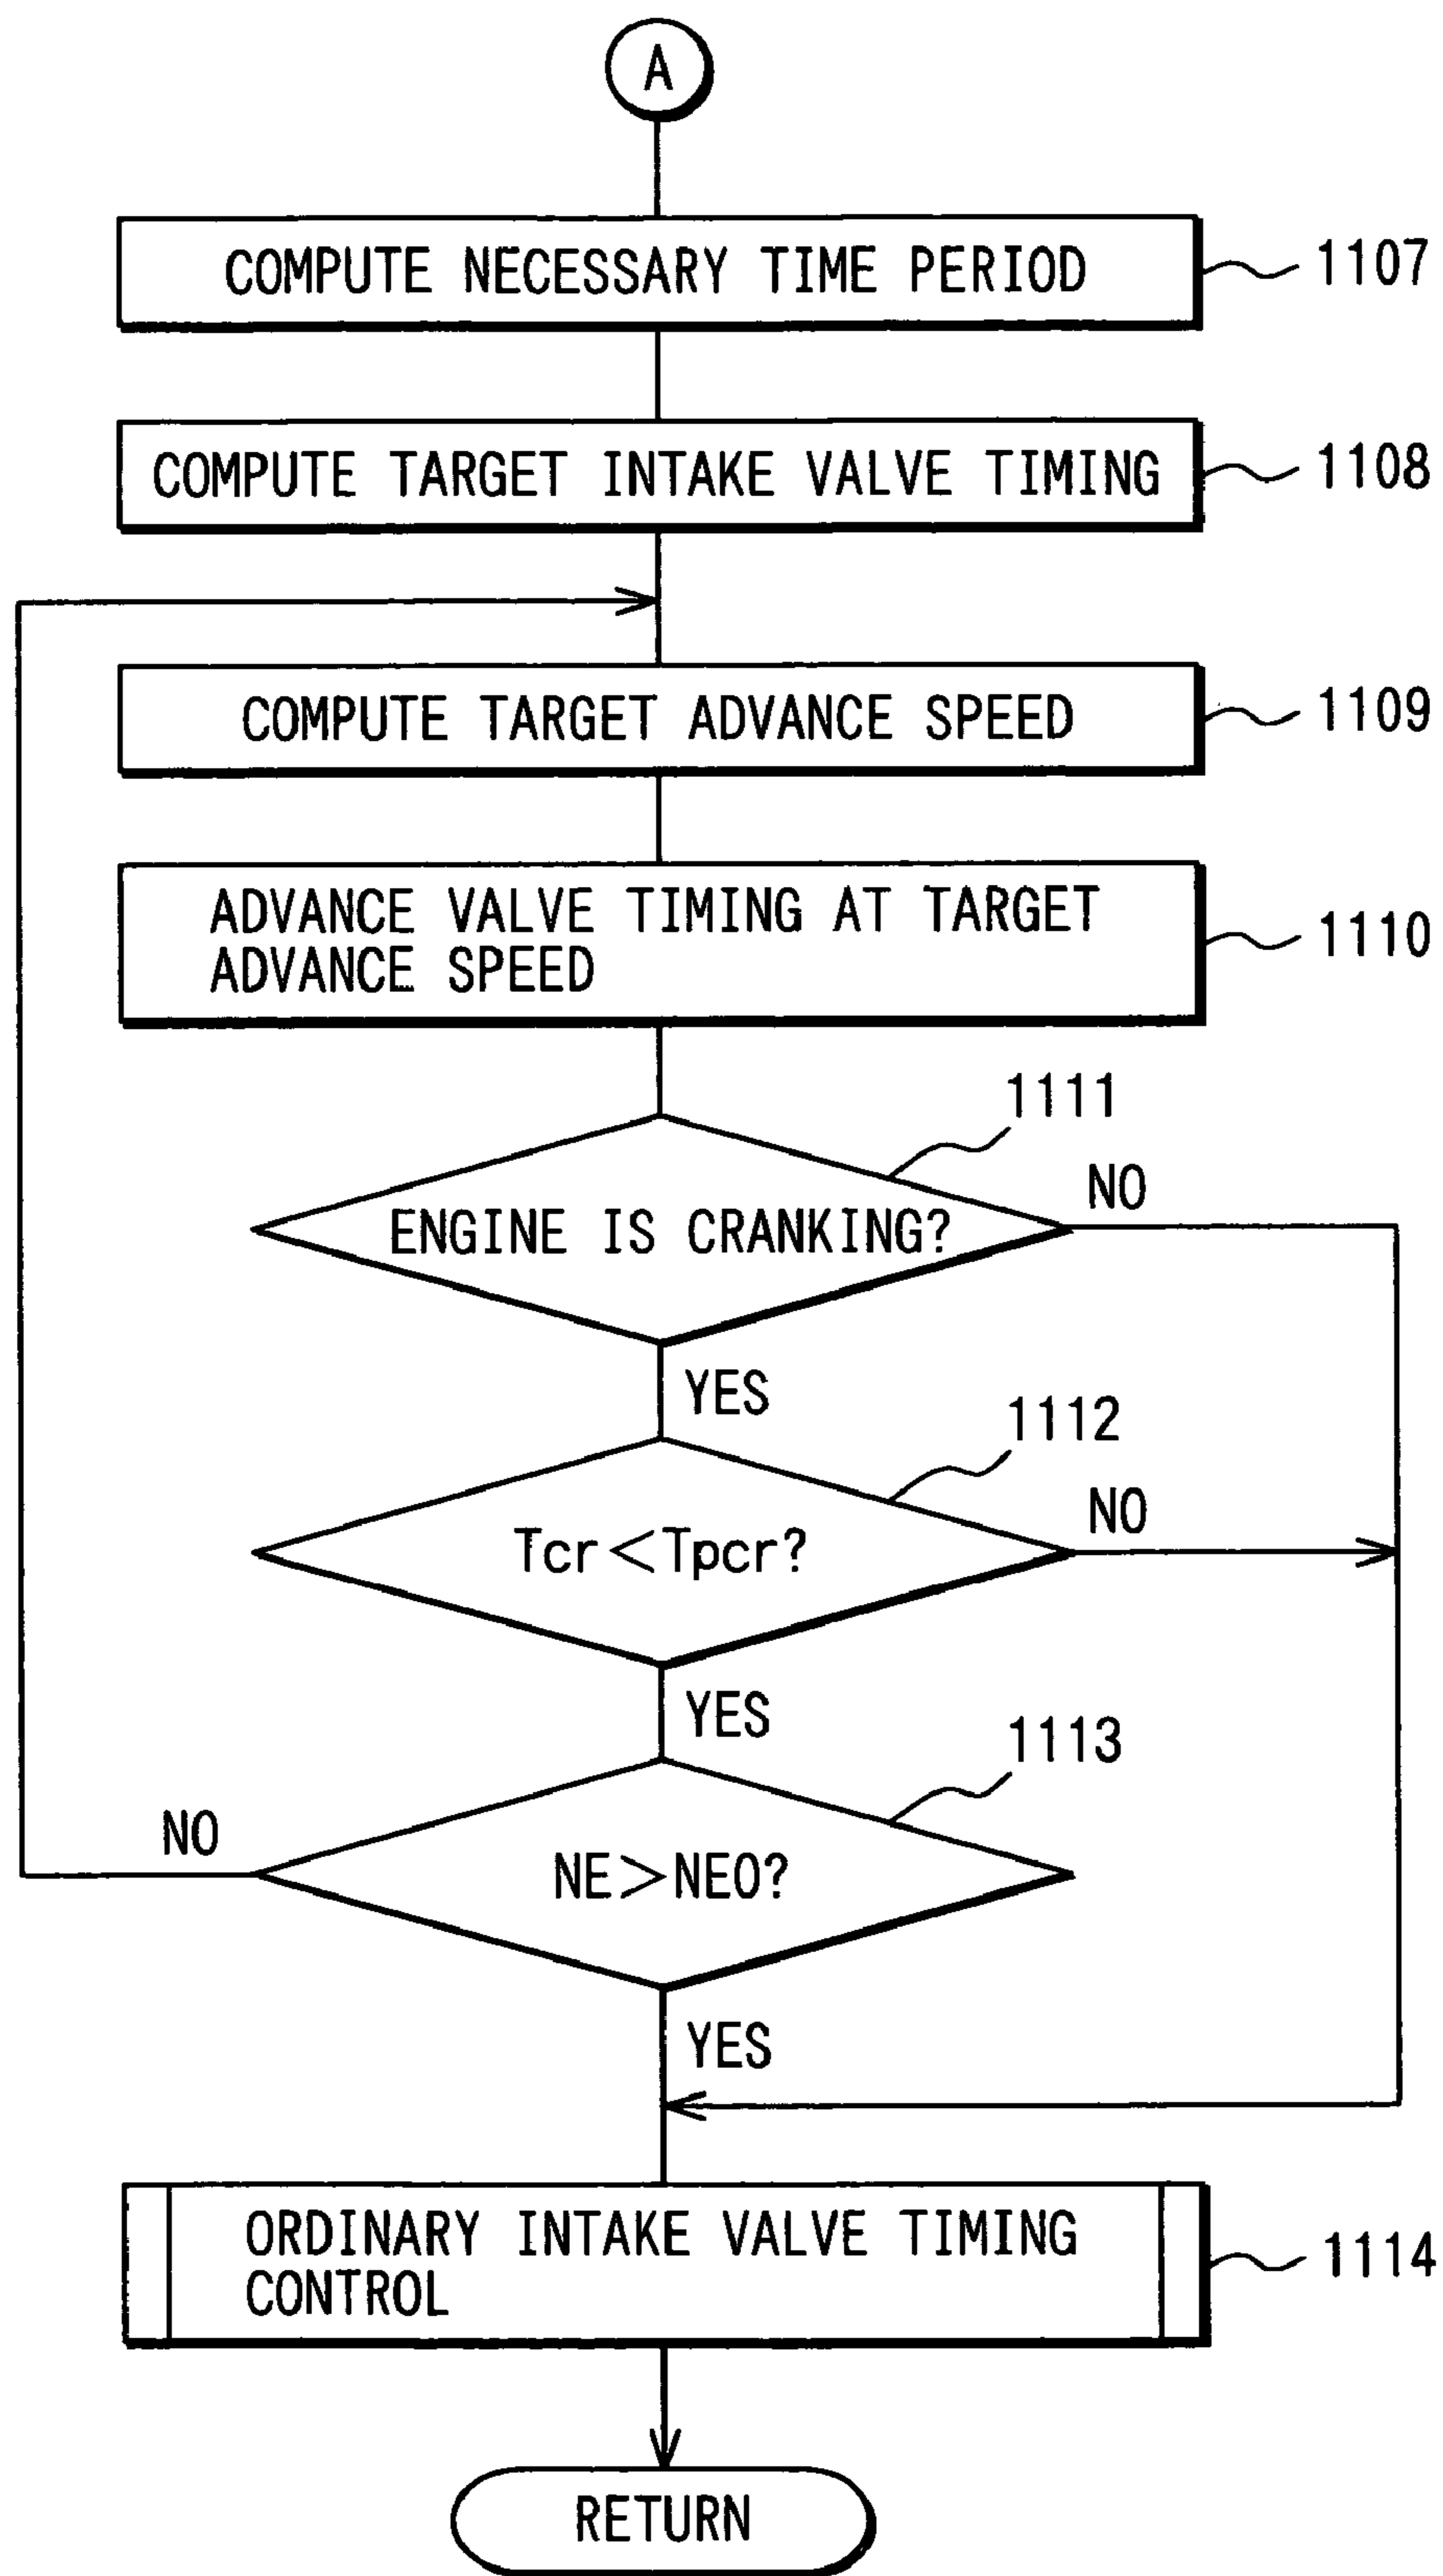 A
COMPUTE NECESSARY TIME PERIOD
1107
COMPUTE TARGET INTAKE VALVE TIMING
1108
COMPUTE TARGET ADVANCE SPEED
1109
ADVANCE VALVE TIMING AT TARGET
ADVANCE SPEED
1110
1111
ENGINE IS CRANKING?
NO
YES
1112
Tcr<Tpcr?
NO
YES
1113
NE>NEO?
NO
YES
ORDINARY INTAKE VALVE TIMING
CONTROL
1114
RETURN